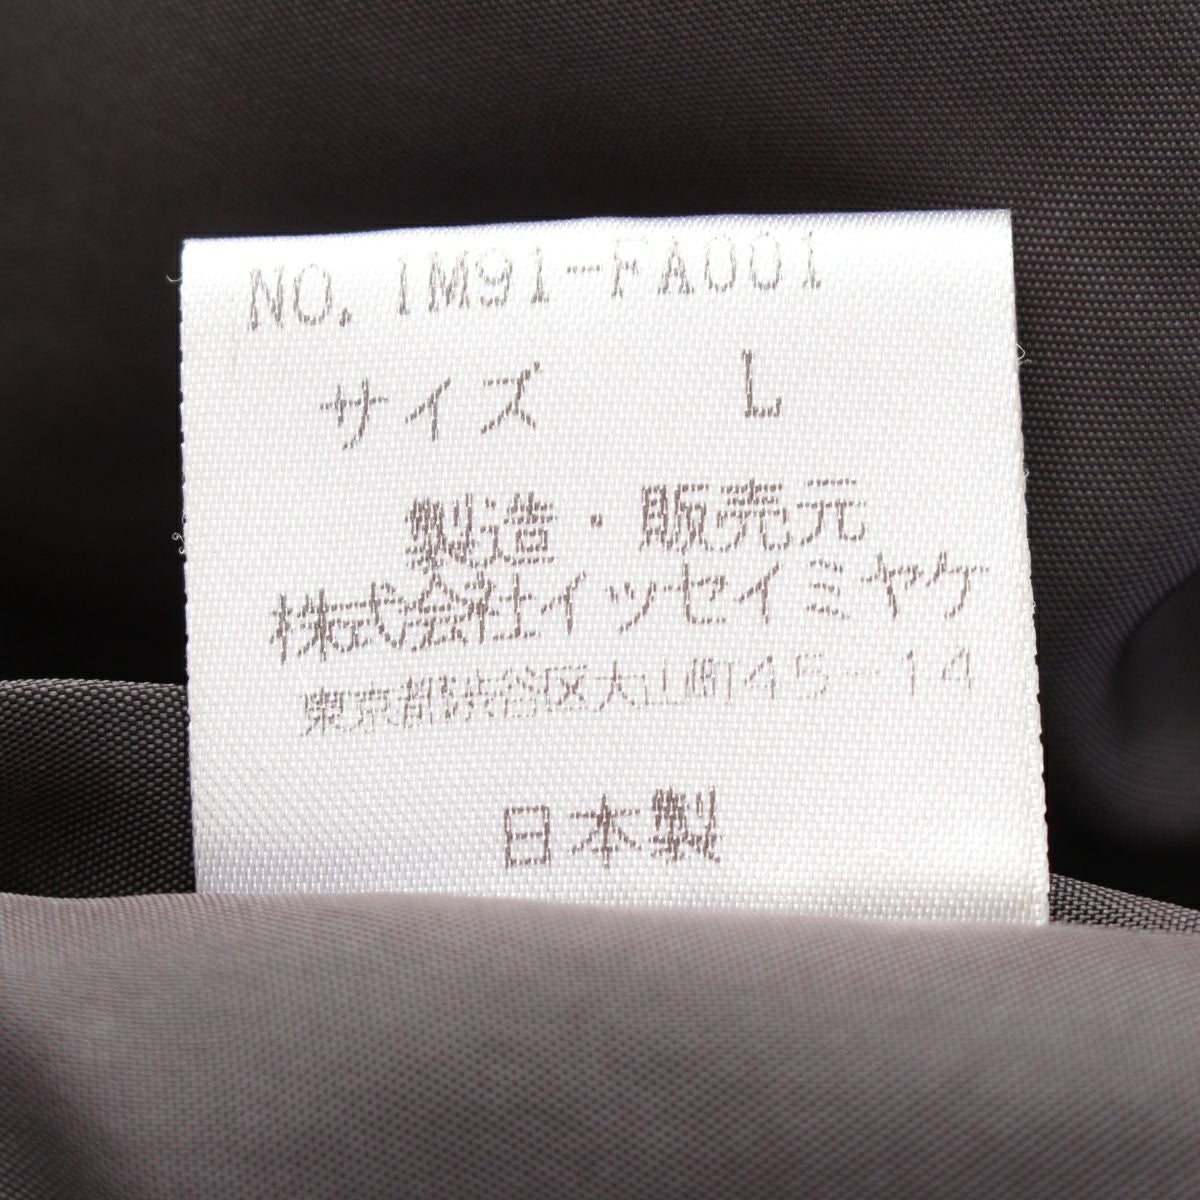 NO. IM91-FA001
サイズ L
製造・販売元
株式会社イッセイミヤケ
東京都渋谷区大山町45-14
日本製